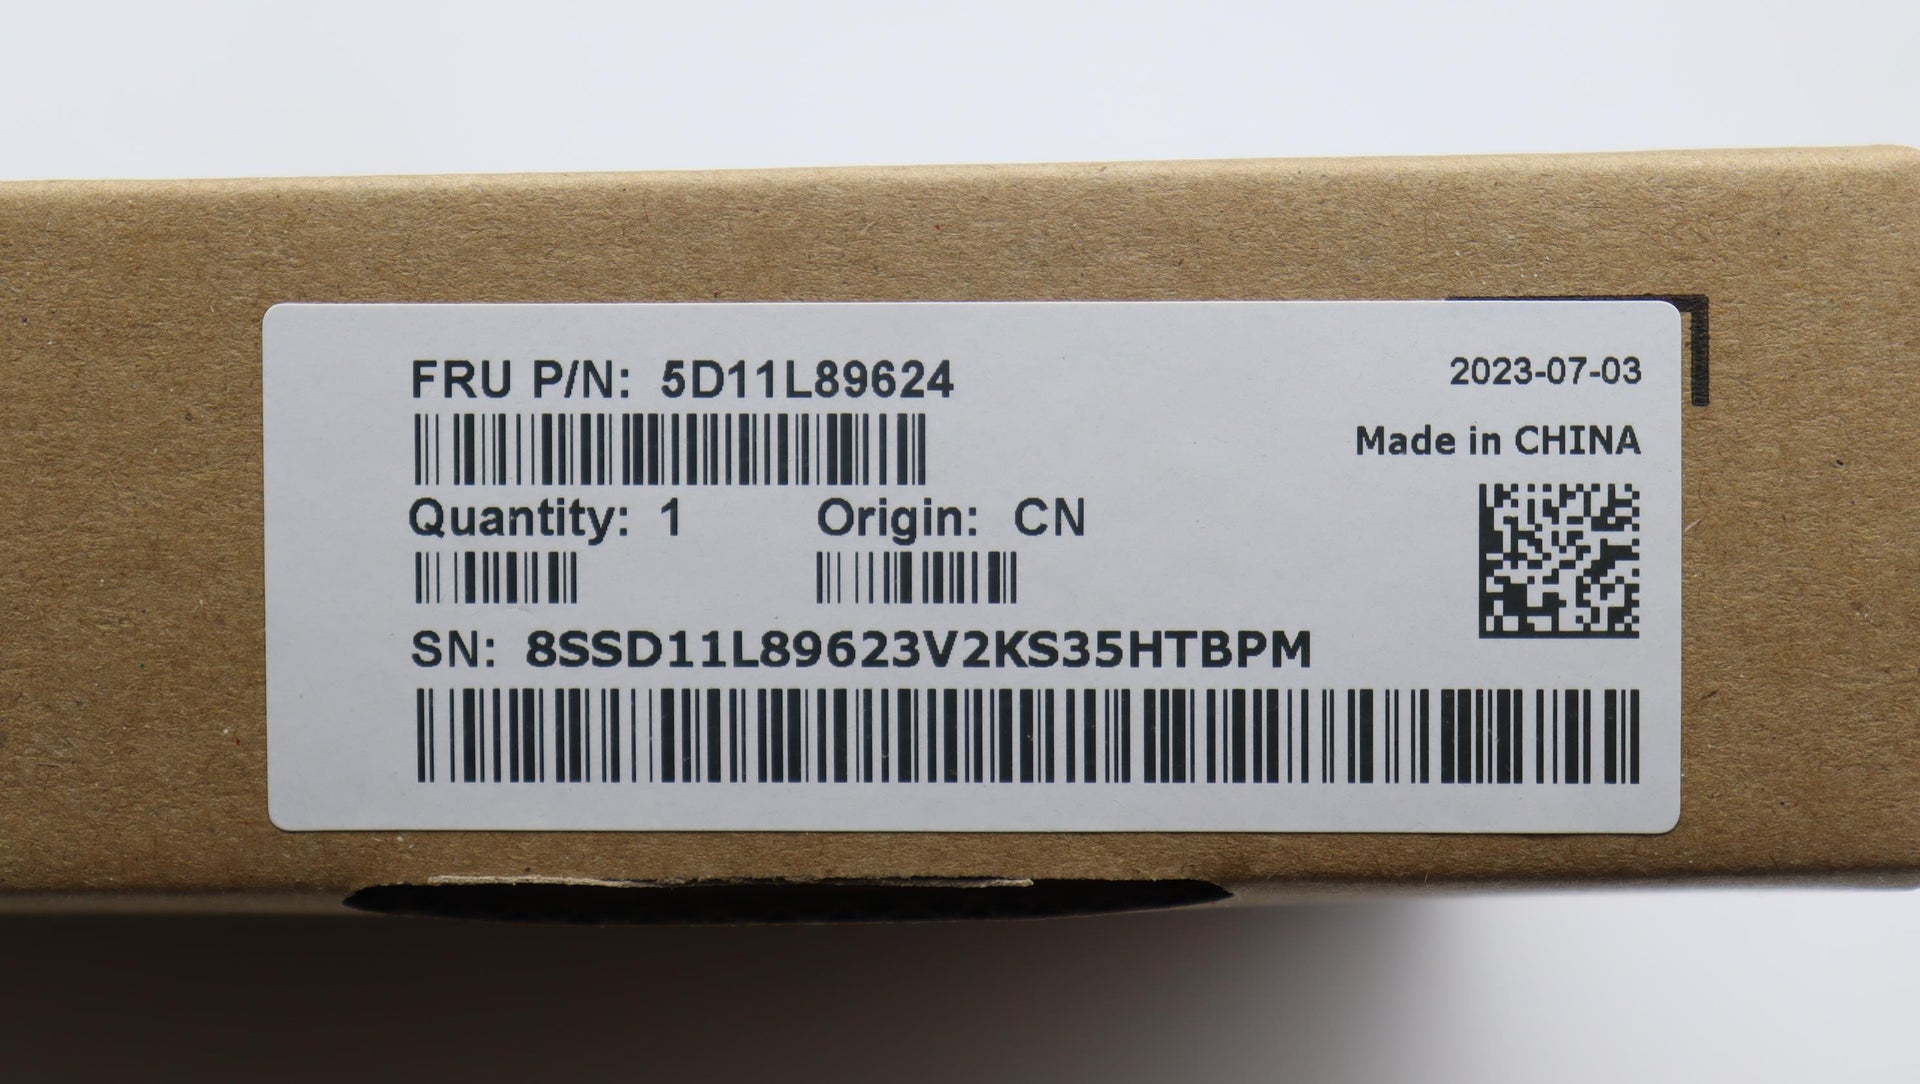 FRU P/N: 5D11L89624
2023-07-03
Made in CHINA
Quantity: 1 Origin: CN
SN: 8SSD11L89623V2KS35HTBPM